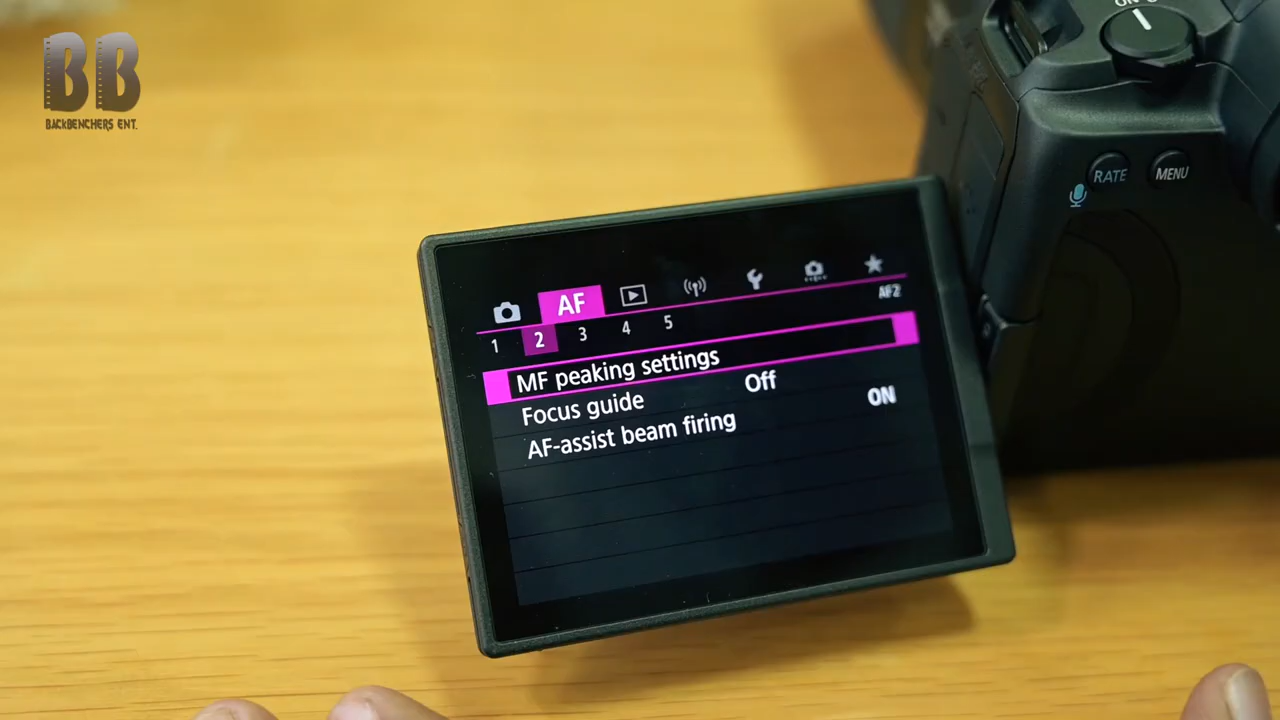 BB
BACKBENCHERS ENT.
RATE
MENU
AF
AF2
1 2 3 4 5
MF peaking settings
Focus guide Off
AF-assist beam firing ON